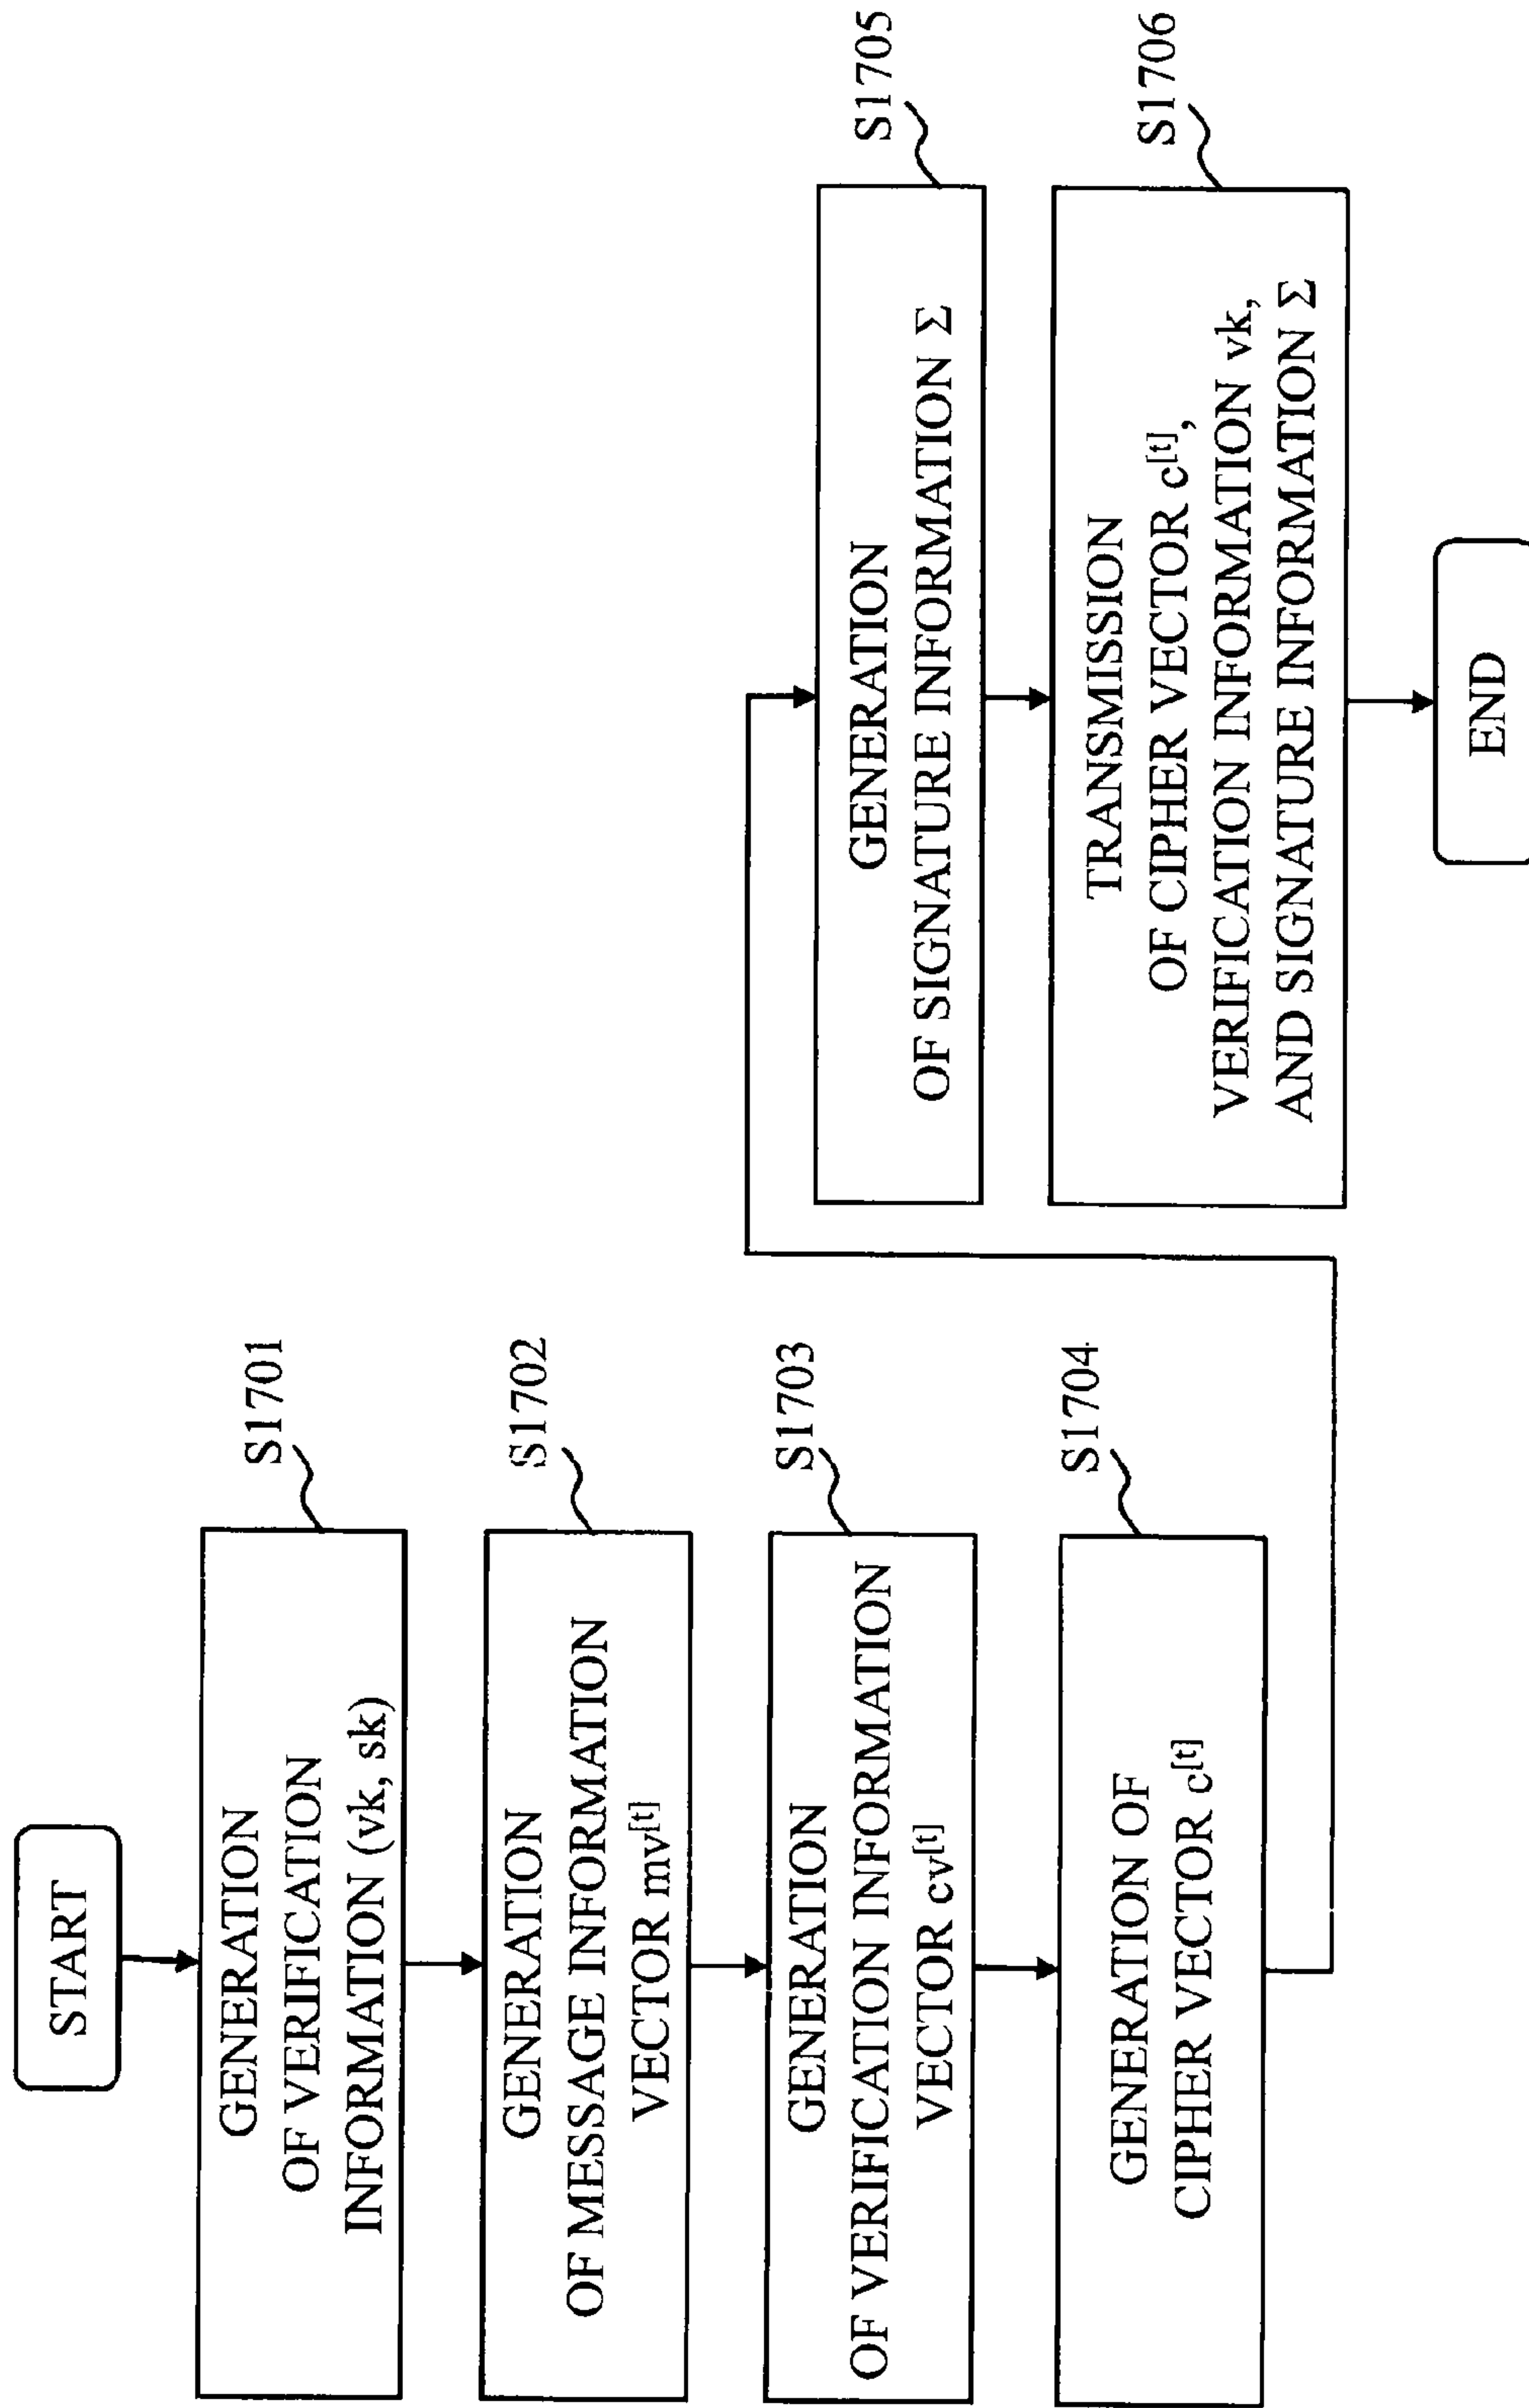 START
GENERATION
OF VERIFICATION
INFORMATION (vk, sk)
S1701
GENERATION
OF MESSAGE INFORMATION
VECTOR mv[t]
S1702
GENERATION
OF VERIFICATION INFORMATION
VECTOR cv[t]
S1703
GENERATION OF
CIPHER VECTOR c[t]
S1704
GENERATION
OF SIGNATURE INFORMATION Σ
S1705
TRANSMISSION
OF CIPHER VECTOR c[t],
VERIFICATION INFORMATION vk,
AND SIGNATURE INFORMATION Σ
S1706
END